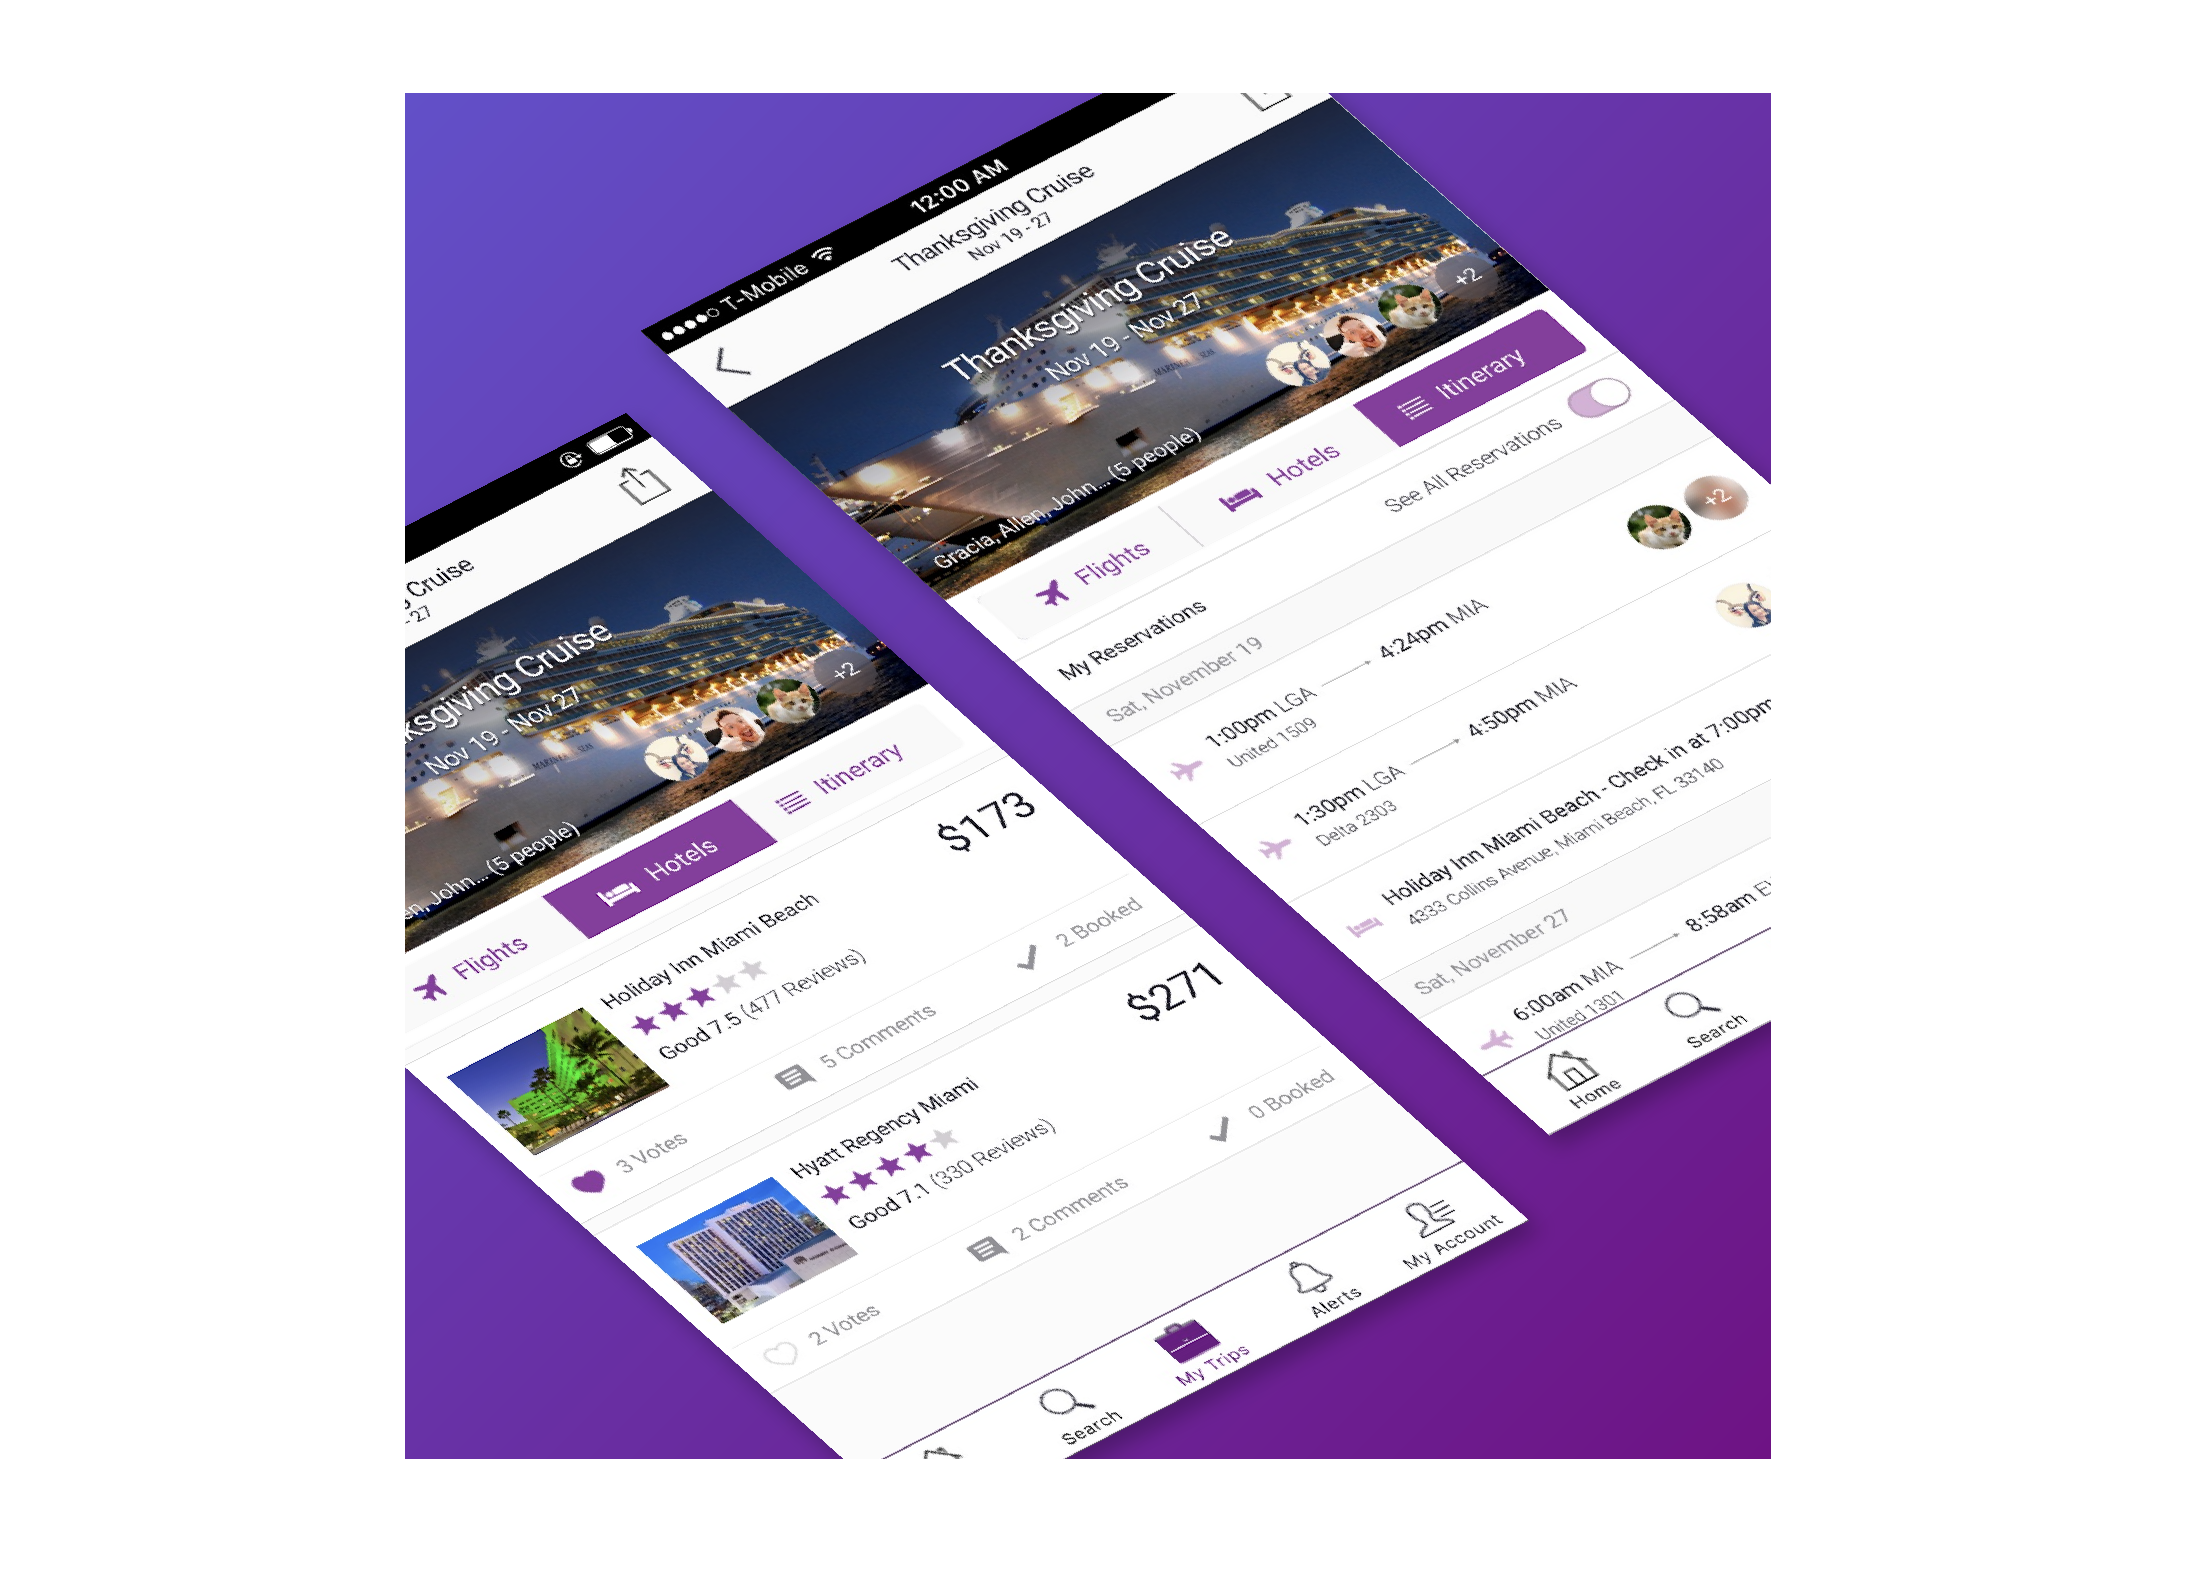 T-Mobile 12:00 AM
Thanksgiving Cruise
Nov 19 - 27
Thanksgiving Cruise
Nov 19 - Nov 27
+2
Gracia, Allen, John... (5 people)
Flights
Hotels
Itinerary
My Reservations
See All Reservations
Sat, November 19
+2
1:00pm LGA 4:24pm MIA
United 1509
1:30pm LGA 4:50pm MIA
Delta 2303
Holiday Inn Miami Beach - Check in at 7:00pm
4333 Collins Avenue, Miami Beach, FL 33140
Sat, November 27
6:00am MIA 8:58am
United 1301
Home
Search
Cruise
- 27
ksgiving Cruise
Nov 19 - Nov 27
+2
en, John... (5 people)
Flights
Hotels
Itinerary
Holiday Inn Miami Beach
$173
Good 7.5 (477 Reviews)
3 Votes
5 Comments
2 Booked
Hyatt Regency Miami
$271
Good 7.1 (330 Reviews)
2 Votes
2 Comments
0 Booked
Search
My Trips
Alerts
My Account